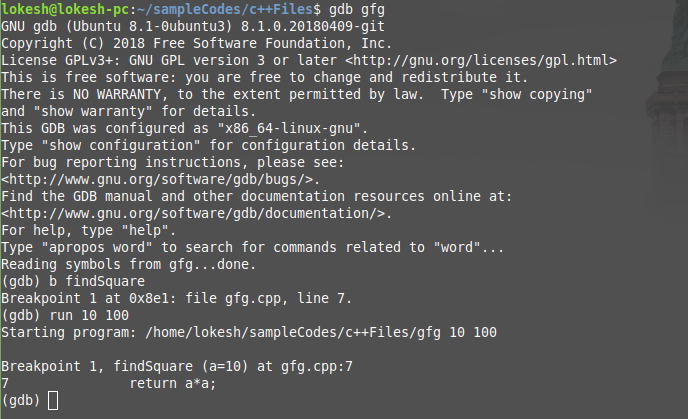 lokesh@lokesh-pc:~/sampleCodes/c++Files$ gdb gfg
GNU gdb (Ubuntu 8.1-0ubuntu3) 8.1.0.20180409-git
Copyright (C) 2018 Free Software Foundation, Inc.
License GPLv3+: GNU GPL version 3 or later <http://gnu.org/licenses/gpl.html>
This is free software: you are free to change and redistribute it.
There is NO WARRANTY, to the extent permitted by law.  Type "show copying"
and "show warranty" for details.
This GDB was configured as "x86_64-linux-gnu".
Type "show configuration" for configuration details.
For bug reporting instructions, please see:
<http://www.gnu.org/software/gdb/bugs/>.
Find the GDB manual and other documentation resources online at:
<http://www.gnu.org/software/gdb/documentation/>.
For help, type "help".
Type "apropos word" to search for commands related to "word"...
Reading symbols from gfg...done.
(gdb) b findSquare
Breakpoint 1 at 0x8e1: file gfg.cpp, line 7.
(gdb) run 10 100
Starting program: /home/lokesh/sampleCodes/c++Files/gfg 10 100
Breakpoint 1, findSquare (a=10) at gfg.cpp:7
7               return a*a;
(gdb)